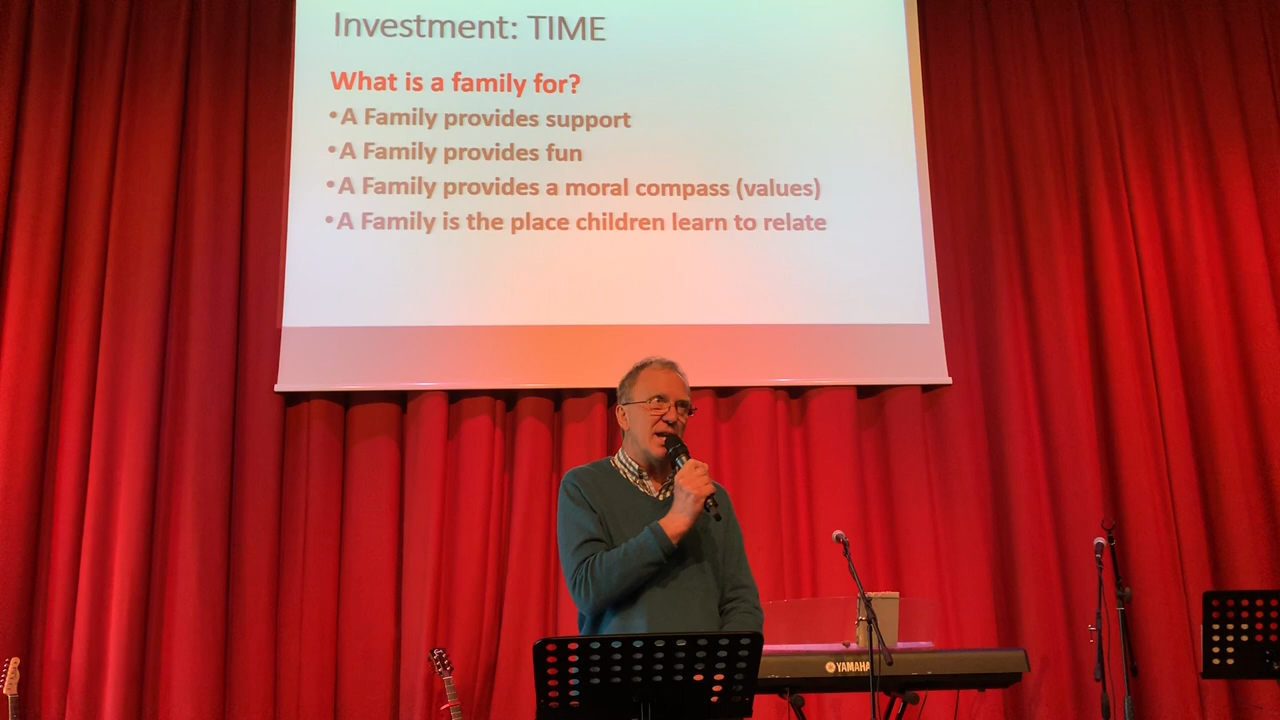 Investment: TIME
What is a family for?
•A Family provides support
•A Family provides fun
•A Family provides a moral compass (values)
•A Family is the place children learn to relate
YAMAHA